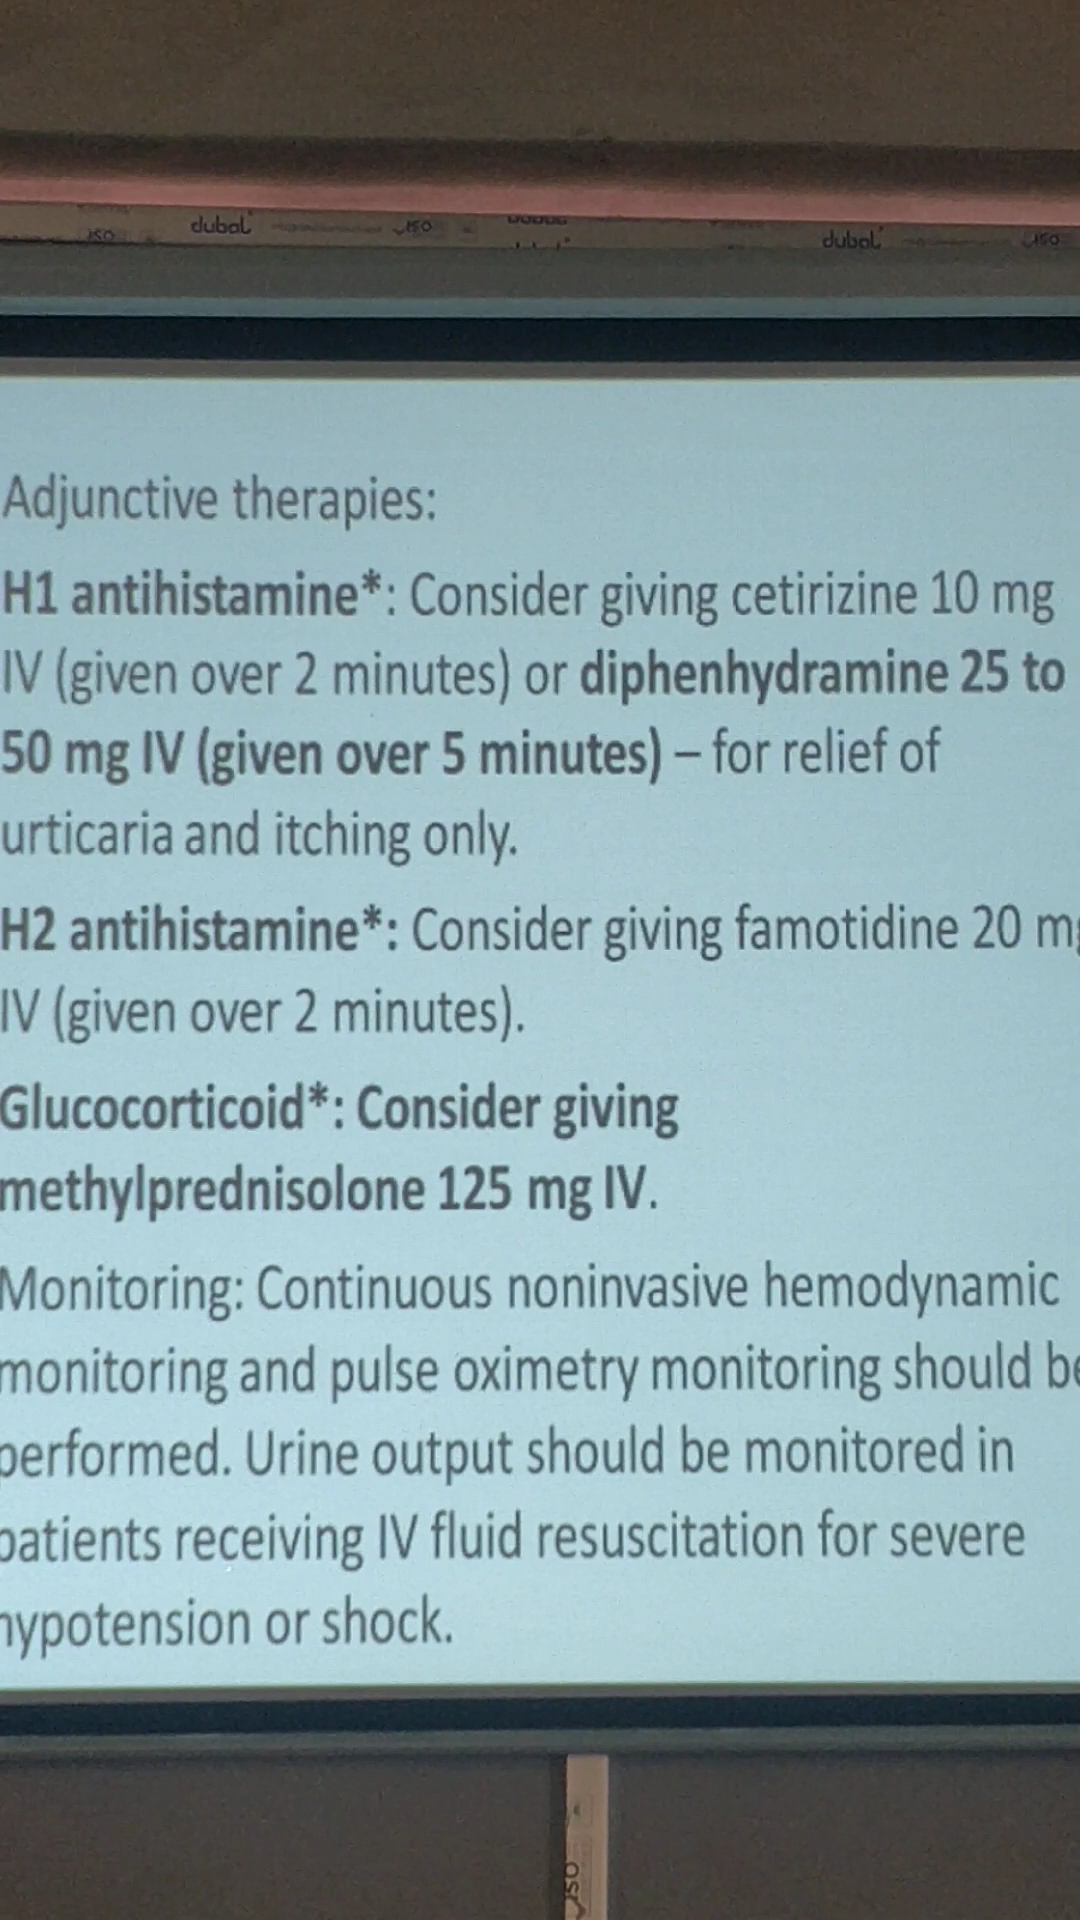 dubal
dubal
Adjunctive therapies:
H1 antihistamine*: Consider giving cetirizine 10 mg
IV (given over 2 minutes) or diphenhydramine 25 to
50 mg IV (given over 5 minutes) – for relief of
urticaria and itching only.
H2 antihistamine*: Consider giving famotidine 20
IV (given over 2 minutes).
Glucocorticoid*: Consider giving
methylprednisolone 125 mg IV.
Monitoring: Continuous noninvasive hemodynamic
monitoring and pulse oximetry monitoring should be
performed. Urine output should be monitored in
patients receiving IV fluid resuscitation for severe
hypotension or shock.